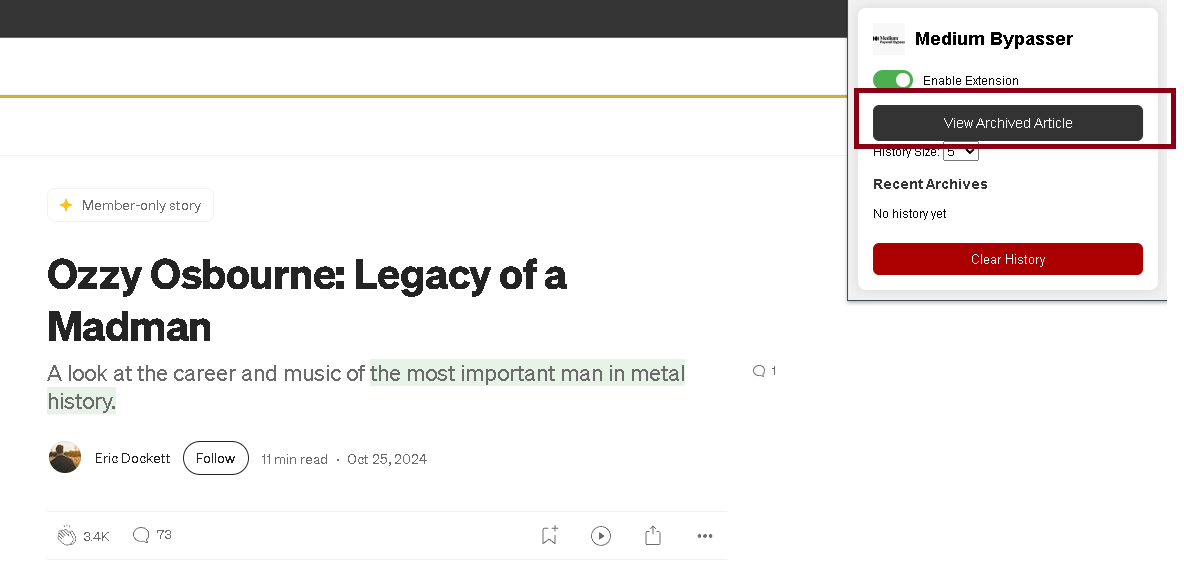 Medium Bypasser
Enable Extension
View Archived Article
History Size: 5
Recent Archives
No history yet
Clear History
Member-only story
Ozzy Osbourne: Legacy of a
Madman
A look at the career and music of the most important man in metal
history.
1
Eric Dockett Follow 11 min read · Oct 25, 2024
3.4K 73